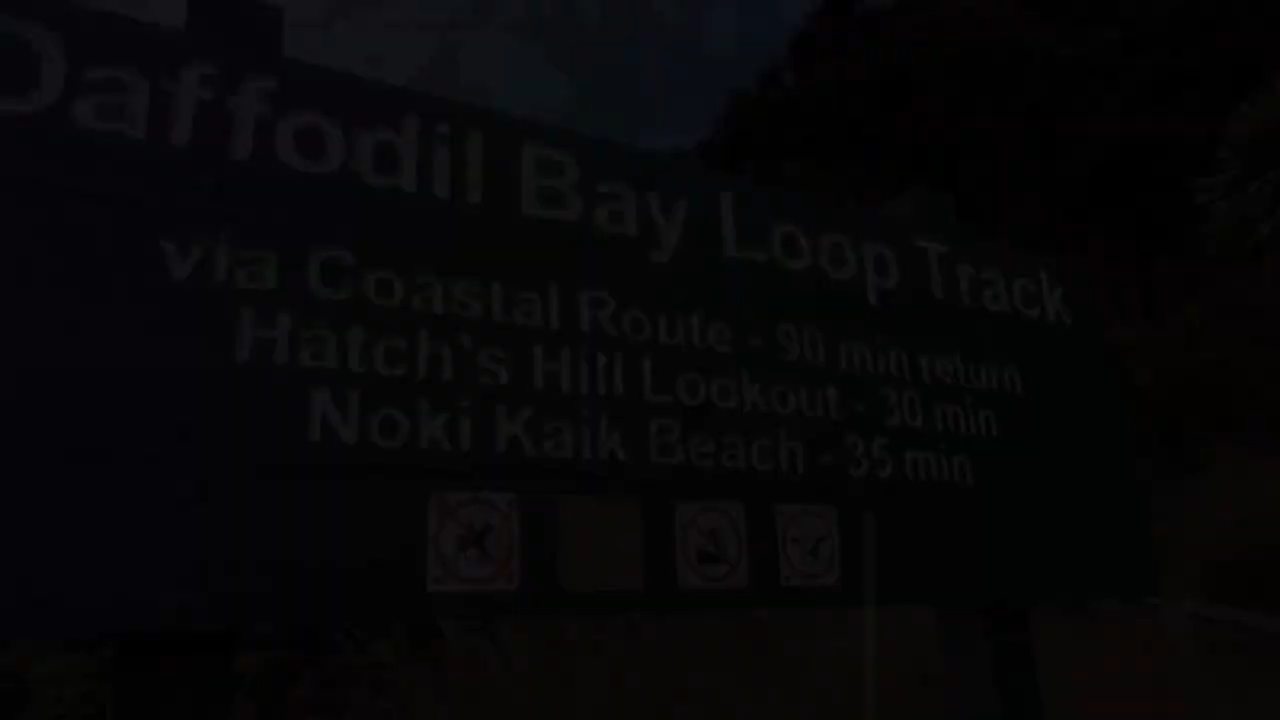 Daffodil Bay Loop Track
via Coastal Route - 90 min return
Hatch's Hill Lookout - 30 min
Noki Kaik Beach - 35 min